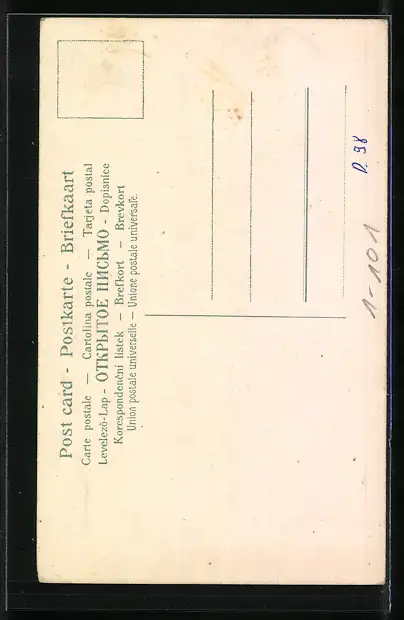 Post card - Postkarte - Briefkaart
Carte postale — Cartolina postale — Tarjeta postal
Levelező-Lap - ОТКРЫТОЕ ПИСЬМО - Dopisnice
Korespondenční lístek — Brefkort — Brevkort
Union postale universelle — Unione postale universale.
D. 98
1-101